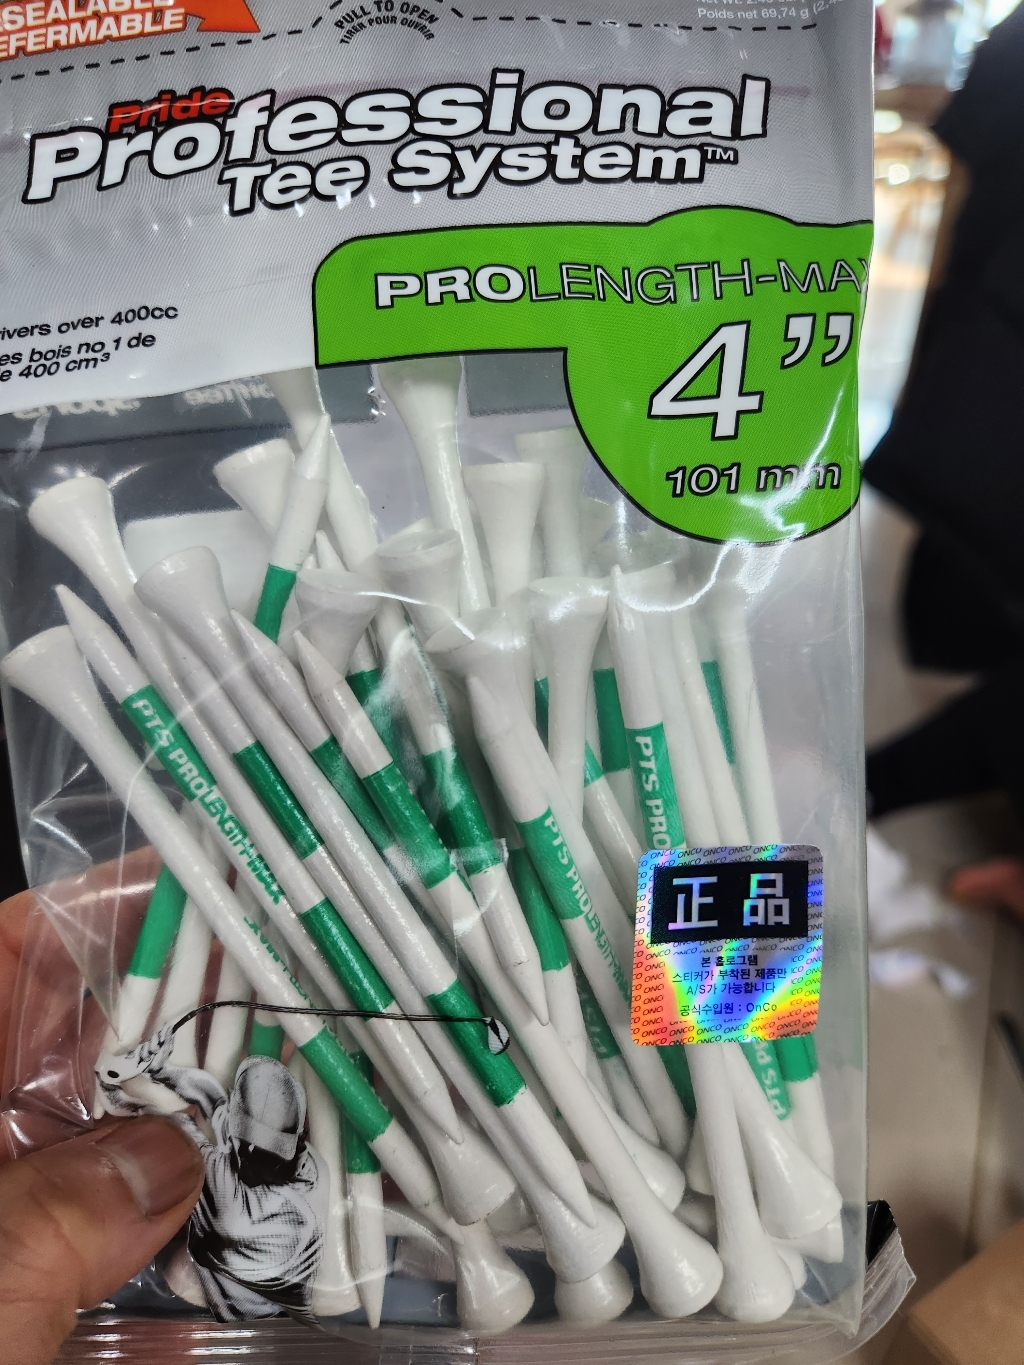 SEALABLE
EFERMABLE
PULL TO OPEN
TIRER POUR OUVRIR
Poids net 69,74 g
Pride
Professional
Tee System™
PROLENGTH-MAX
rivers over 400cc
es bois no 1 de
e 400 cm³
4”
101 mm
PTS PROLENGTH-MAX
PTS PRO
PTS PROLENGTH-MAX
正品
본 홀로그램
스티커가 부착된 제품만
A/S가 가능합니다
공식수입원 : OnCo